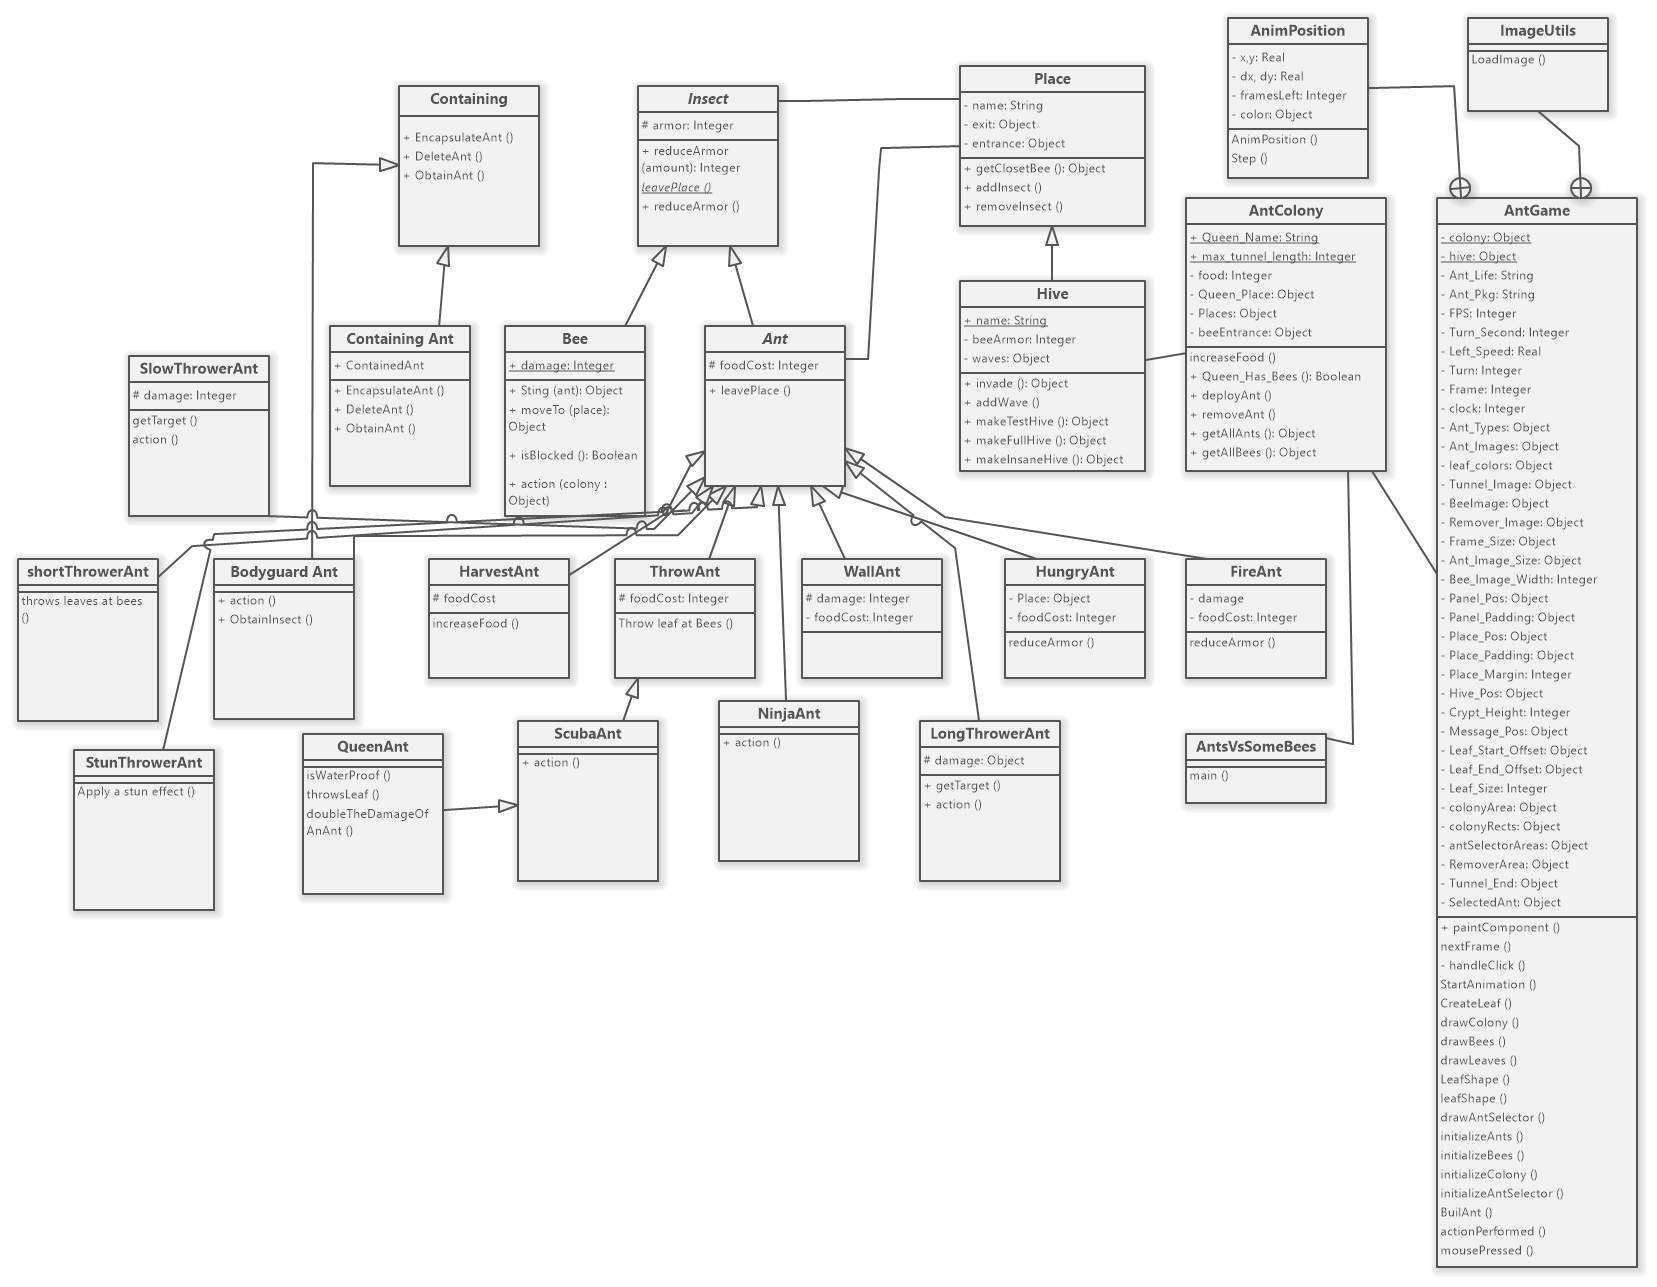 AnimPosition
- x,y: Real
- dx, dy: Real
- framesLeft: Integer
- color: Object
AnimPosition ()
Step ()
ImageUtils
LoadImage ()
Containing
+ EncapsulateAnt ()
+ DeleteAnt ()
+ ObtainAnt ()
Insect
# armor: Integer
+ reduceArmor
(amount): Integer
leavePlace ()
+ reduceArmor ()
Place
- name: String
- exit: Object
- entrance: Object
+ getClosetBee (): Object
+ addInsect ()
+ removeInsect ()
AntColony
+ Queen_Name: String
+ max_tunnel_length: Integer
- food: Integer
- Queen_Place: Object
- Places: Object
- beeEntrance: Object
increaseFood ()
+ Queen_Has_Bees (): Boolean
+ deployAnt ()
+ removeAnt ()
+ getAllAnts (): Object
+ getAllBees (): Object
AntGame
- colony: Object
- hive: Object
- Ant_Life: String
- Ant_Pkg: String
- FPS: Integer
- Turn_Second: Integer
- Left_Speed: Real
- Turn: Integer
- Frame: Integer
- clock: Integer
- Ant_Types: Object
- Ant_Images: Object
- leaf_colors: Object
- Tunnel_Image: Object
- BeeImage: Object
- Remover_Image: Object
- Frame_Size: Object
- Ant_Image_Size: Object
- Bee_Image_Width: Integer
- Panel_Pos: Object
- Panel_Padding: Object
- Place_Pos: Object
- Place_Padding: Object
- Place_Margin: Integer
- Hive_Pos: Object
- Crypt_Height: Integer
- Message_Pos: Object
- Leaf_Start_Offset: Object
- Leaf_End_Offset: Object
- Leaf_Size: Integer
- colonyArea: Object
- colonyRects: Object
- antSelectorAreas: Object
- RemoverArea: Object
- Tunnel_End: Object
- SelectedAnt: Object
+ paintComponent ()
nextFrame ()
- handleClick ()
StartAnimation ()
CreateLeaf ()
drawColony ()
drawBees ()
drawLeaves ()
LeafShape ()
leafShape ()
drawAntSelector ()
initializeAnts ()
initializeBees ()
initializeColony ()
initializeAntSelector ()
BuilAnt ()
actionPerformed ()
mousePressed ()
Hive
+ name: String
- beeArmor: Integer
- waves: Object
+ invade (): Object
+ addWave ()
+ makeTestHive (): Object
+ makeFullHive (): Object
+ makeInsaneHive (): Object
Containing Ant
+ ContainedAnt
+ EncapsulateAnt ()
+ DeleteAnt ()
+ ObtainAnt ()
Bee
+ damage: Integer
+ Sting (ant): Object
+ moveTo (place):
Object
+ isBlocked (): Boolean
+ action (colony :
Object)
Ant
# foodCost: Integer
+ leavePlace ()
SlowThrowerAnt
# damage: Integer
getTarget ()
action ()
shortThrowerAnt
throws leaves at bees
()
Bodyguard Ant
+ action ()
+ ObtainInsect ()
HarvestAnt
# foodCost
increaseFood ()
ThrowAnt
# foodCost: Integer
Throw leaf at Bees ()
WallAnt
# damage: Integer
- foodCost: Integer
HungryAnt
- Place: Object
- foodCost: Integer
reduceArmor ()
FireAnt
- damage
- foodCost: Integer
reduceArmor ()
StunThrowerAnt
Apply a stun effect ()
QueenAnt
isWaterProof ()
throwsLeaf ()
doubleTheDamageOf
AnAnt ()
ScubaAnt
+ action ()
NinjaAnt
+ action ()
LongThrowerAnt
# damage: Object
+ getTarget ()
+ action ()
AntsVsSomeBees
main ()